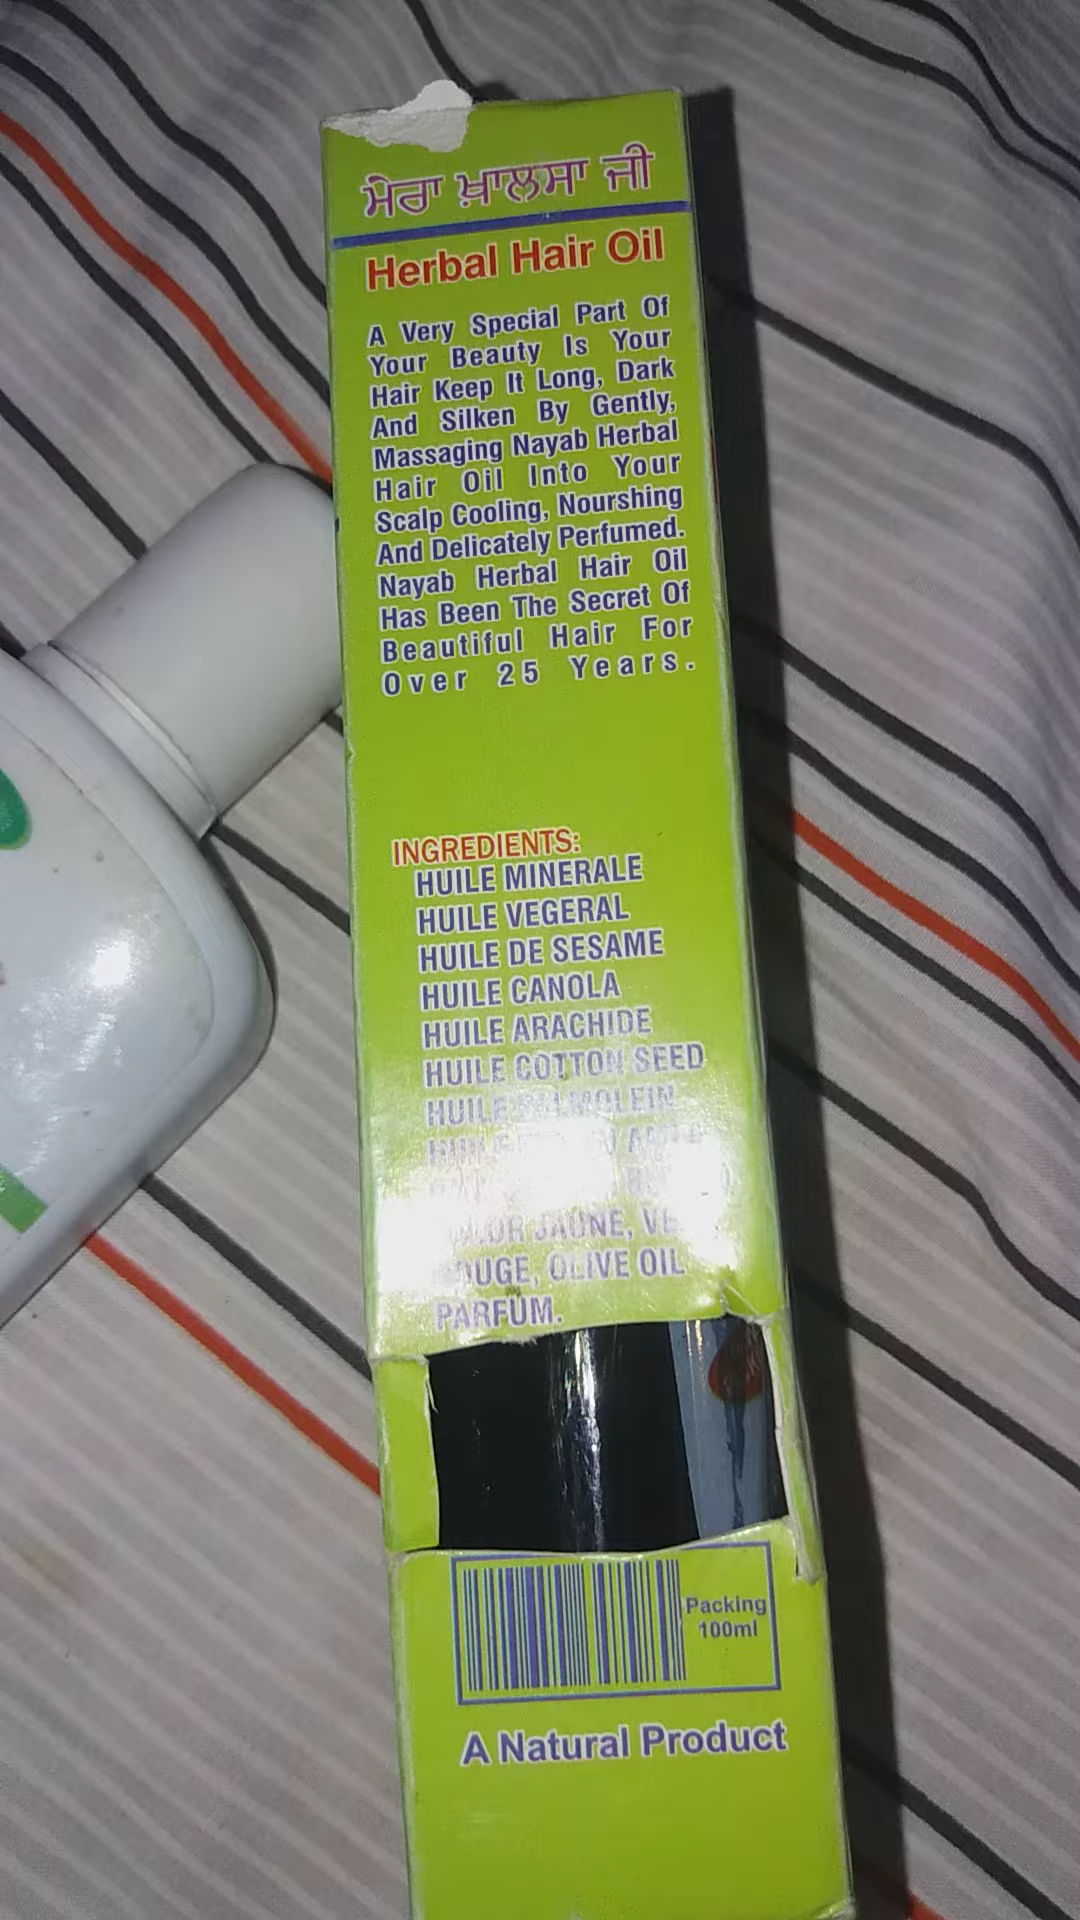 ਮੇਰਾ ਖ਼ਾਲਸਾ ਜੀ
Herbal Hair Oil
A Very Special Part Of
Your Beauty Is Your
Hair Keep It Long, Dark
And Silken By Gently,
Massaging Nayab Herbal
Hair Oil Into Your
Scalp Cooling, Nourshing
And Delicately Perfumed.
Nayab Herbal Hair Oil
Has Been The Secret Of
Beautiful Hair For
Over 25 Years.
INGREDIENTS:
HUILE MINERALE
HUILE VEGERAL
HUILE DE SESAME
HUILE CANOLA
HUILE ARACHIDE
HUILE COTTON SEED
HUILE PALMOLEIN
JAUNE,
OLIVE OIL
PARFUM.
Packing
100ml
A Natural Product